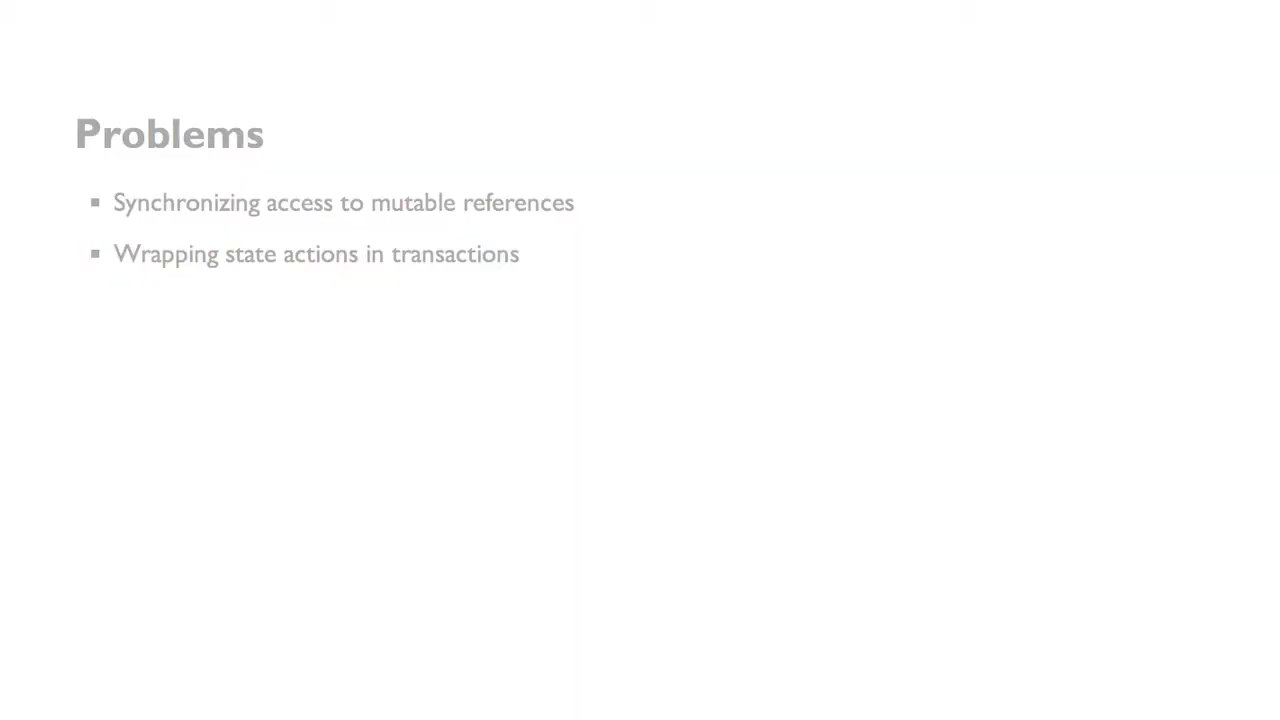 Problems
▪ Synchronizing access to mutable references
▪ Wrapping state actions in transactions